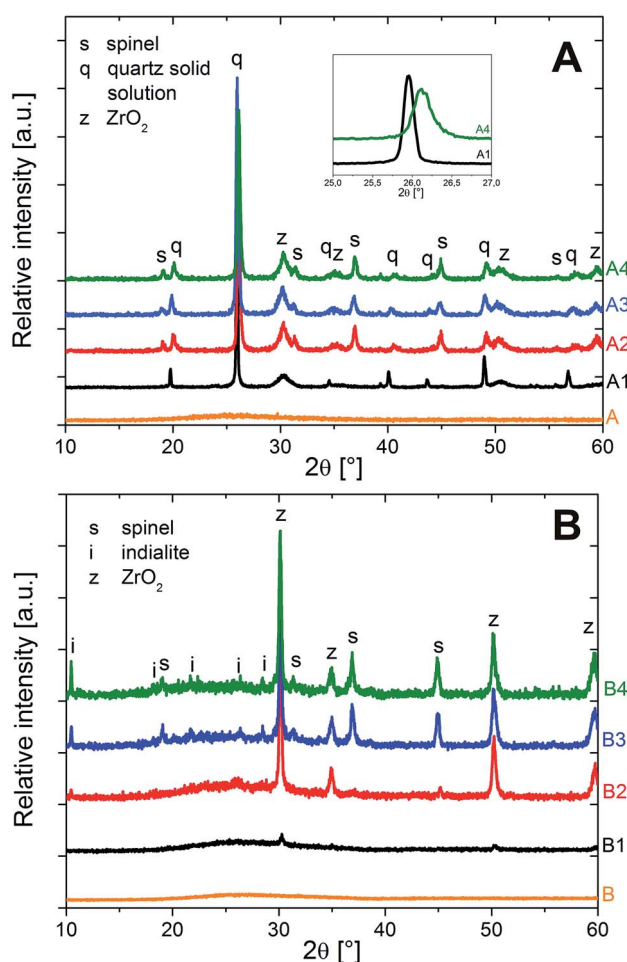 s spinel
q quartz solid
solution
z ZrO₂
A
q
A4
A1
25,0 25,5 26,0 26,5 27,0
2θ [°]
s q z s q z s q q s q z s q z
A4
A3
A2
A1
A
10 20 30 40 50 60
2θ [°]
Relative intensity [a.u.]
s spinel
i indialite
z ZrO₂
B
z
i i s i i i s z s s z z
B4
B3
B2
B1
B
10 20 30 40 50 60
2θ [°]
Relative intensity [a.u.]